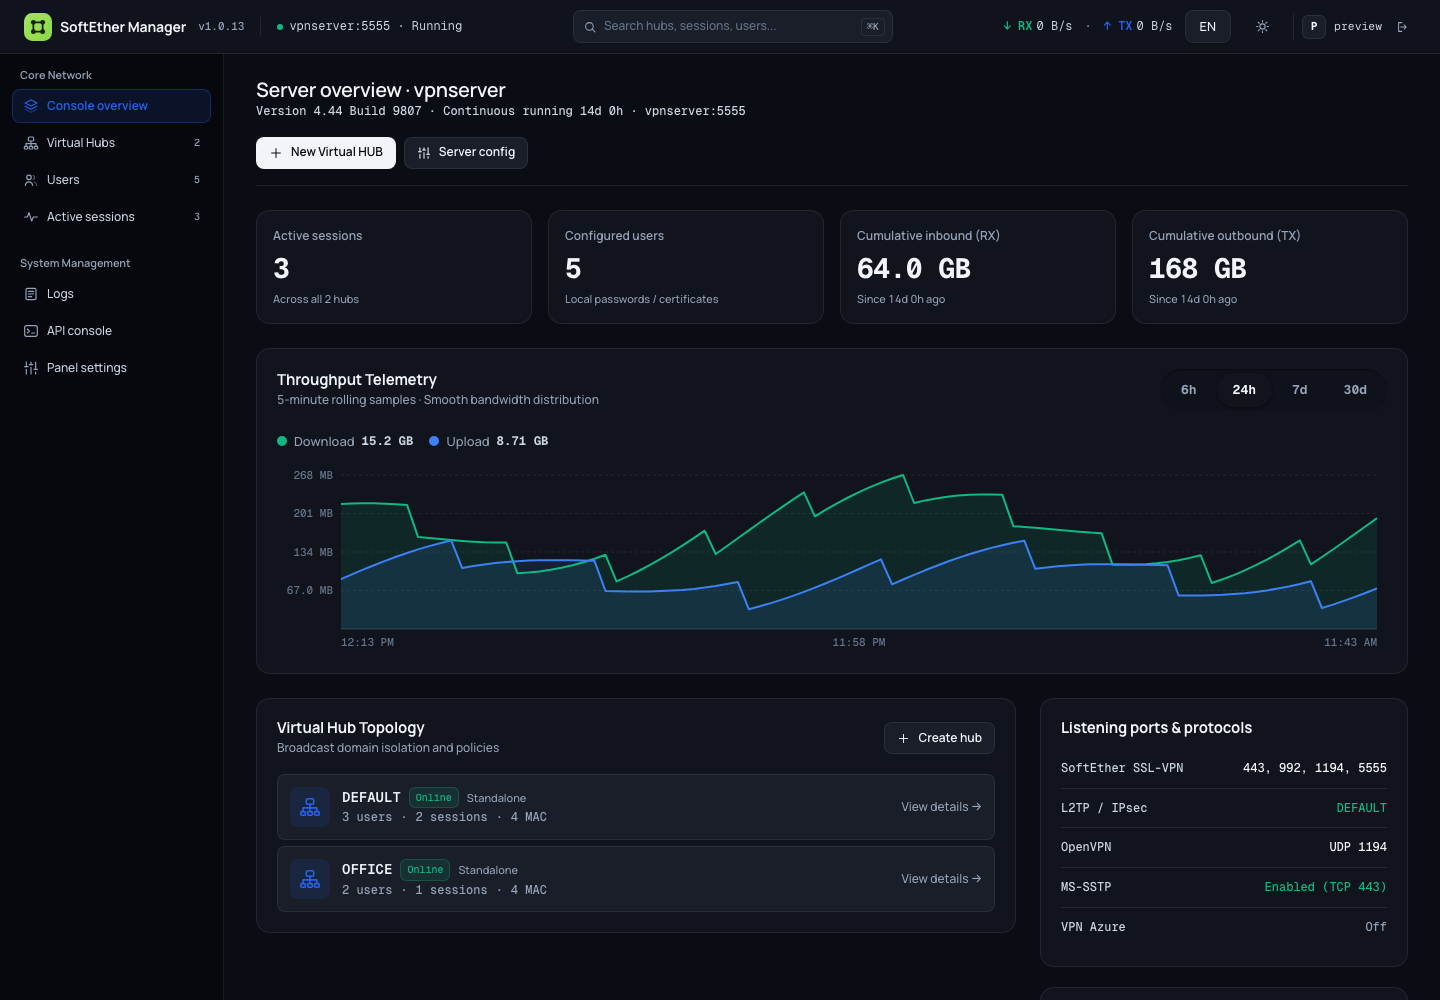 SoftEther Manager v1.0.13 vpnserver:5555 · Running Search hubs, sessions, users... ⌘K ↓ RX 0 B/s · ↑ TX 0 B/s EN P preview
Core Network
Console overview
Virtual Hubs 2
Users 5
Active sessions 3
System Management
Logs
API console
Panel settings
Server overview · vpnserver
Version 4.44 Build 9807 · Continuous running 14d 0h · vpnserver:5555
+ New Virtual HUB
Server config
Active sessions
3
Across all 2 hubs
Configured users
5
Local passwords / certificates
Cumulative inbound (RX)
64.0 GB
Since 14d 0h ago
Cumulative outbound (TX)
168 GB
Since 14d 0h ago
Throughput Telemetry
5-minute rolling samples · Smooth bandwidth distribution
6h 24h 7d 30d
Download 15.2 GB Upload 8.71 GB
268 MB
201 MB
134 MB
67.0 MB
12:13 PM 11:58 PM 11:43 AM
Virtual Hub Topology
Broadcast domain isolation and policies
+ Create hub
DEFAULT Online Standalone
3 users · 2 sessions · 4 MAC
View details →
OFFICE Online Standalone
2 users · 1 sessions · 4 MAC
View details →
Listening ports & protocols
SoftEther SSL-VPN 443, 992, 1194, 5555
L2TP / IPsec DEFAULT
OpenVPN UDP 1194
MS-SSTP Enabled (TCP 443)
VPN Azure Off